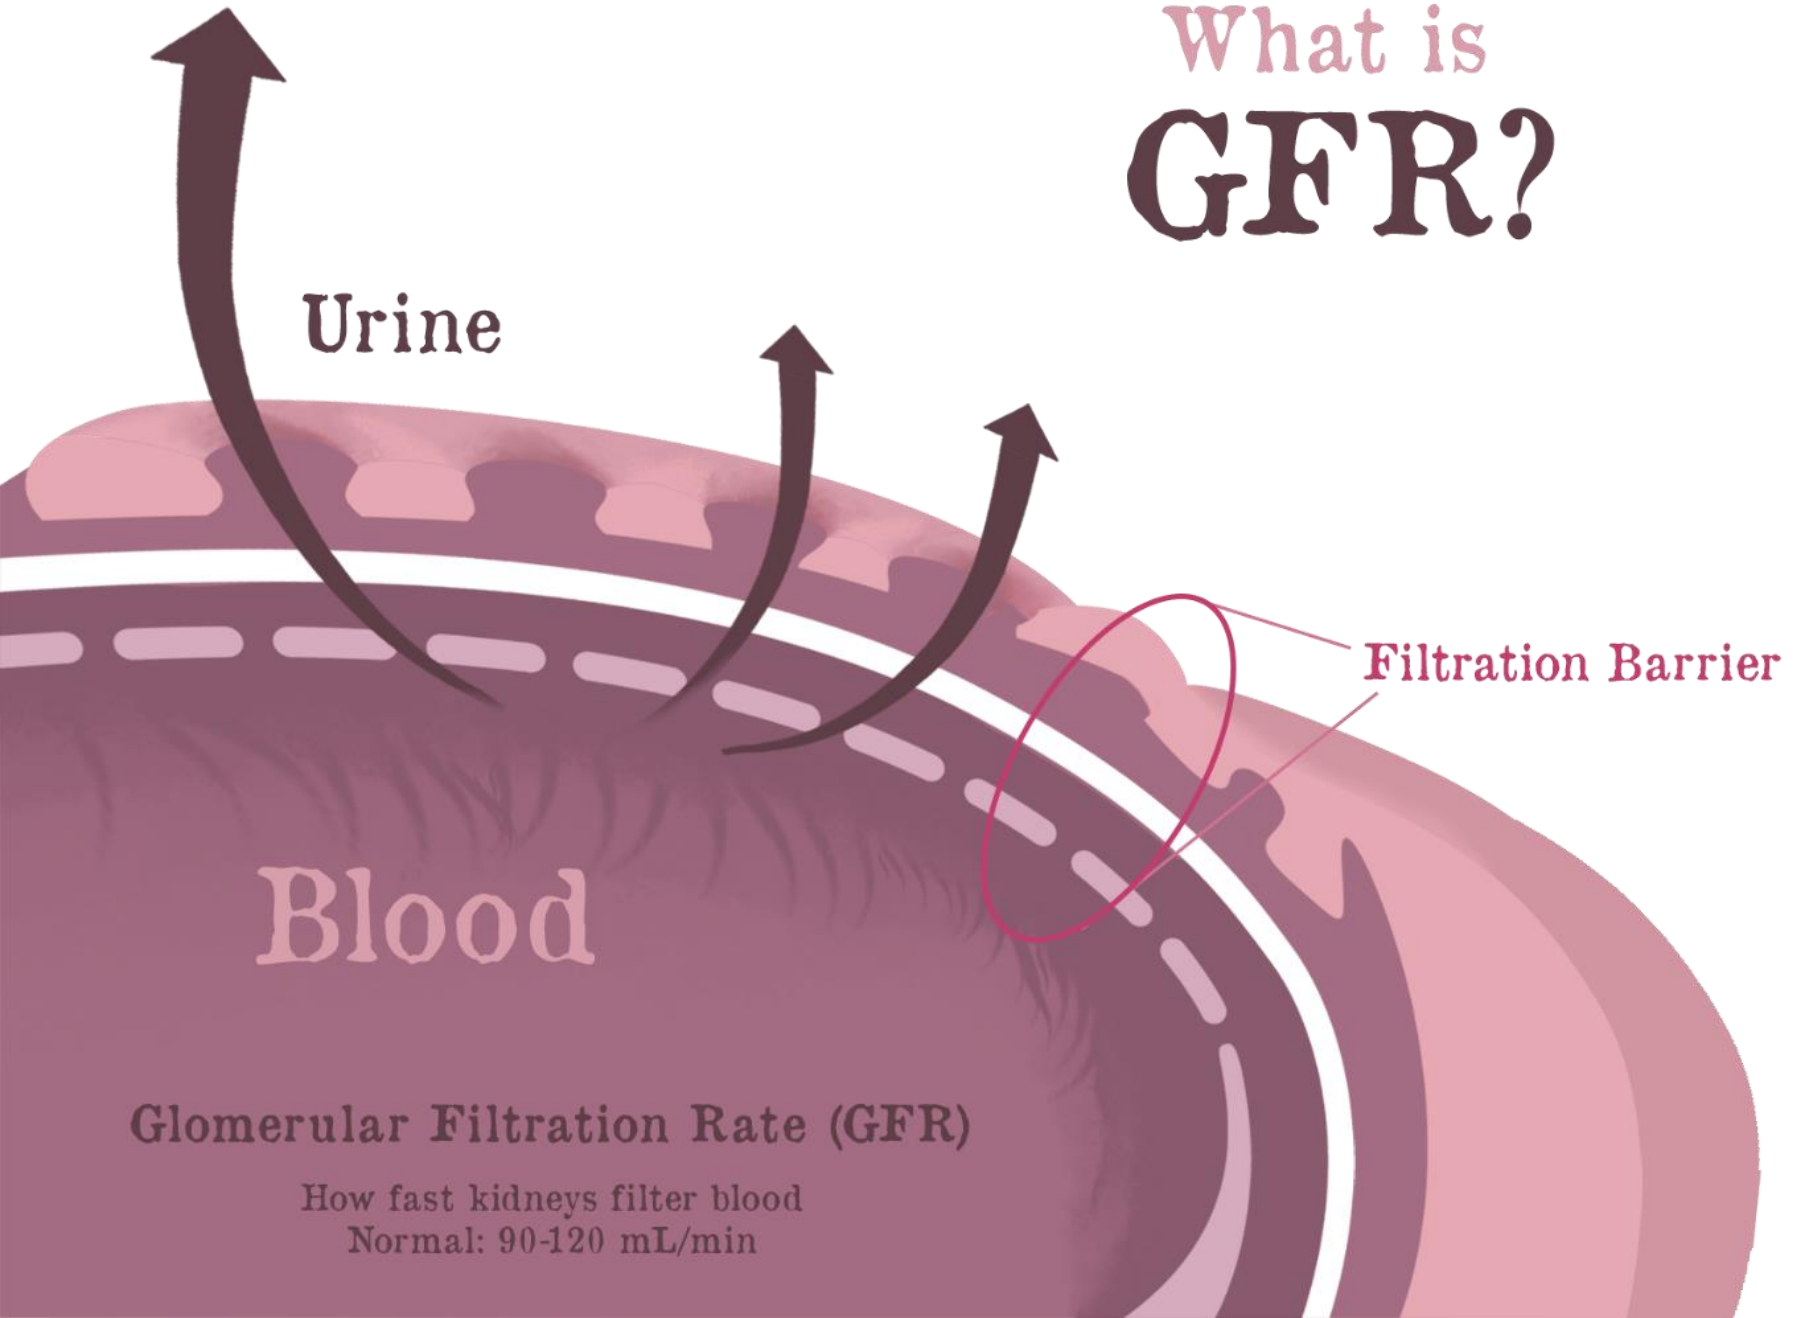 What is
GFR?
Urine
Filtration Barrier
Blood
Glomerular Filtration Rate (GFR)
How fast kidneys filter blood
Normal: 90-120 mL/min